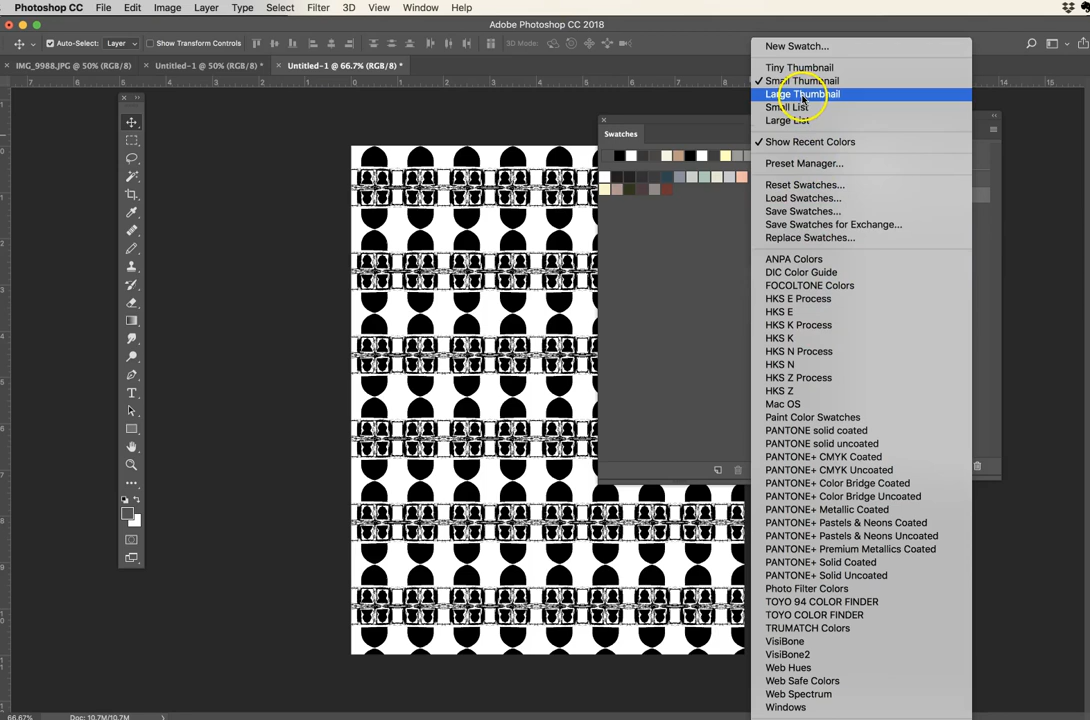 Photoshop CC File Edit Image Layer Type Select Filter 3D View Window Help
Adobe Photoshop CC 2018
Auto-Select: Layer Show Transform Controls 3D Mode:
IMG_9988.JPG @ 50% (RGB/8) Untitled-1 @ 50% (RGB/8) * Untitled-1 @ 66.7% (RGB/8) *
Swatches
New Swatch...
Tiny Thumbnail
Small Thumbnail
Large Thumbnail
Small List
Large List
Show Recent Colors
Preset Manager...
Reset Swatches...
Load Swatches...
Save Swatches...
Save Swatches for Exchange...
Replace Swatches...
ANPA Colors
DIC Color Guide
FOCOLTONE Colors
HKS E Process
HKS E
HKS K Process
HKS K
HKS N Process
HKS N
HKS Z Process
HKS Z
Mac OS
Paint Color Swatches
PANTONE solid coated
PANTONE solid uncoated
PANTONE+ CMYK Coated
PANTONE+ CMYK Uncoated
PANTONE+ Color Bridge Coated
PANTONE+ Color Bridge Uncoated
PANTONE+ Metallic Coated
PANTONE+ Pastels & Neons Coated
PANTONE+ Pastels & Neons Uncoated
PANTONE+ Premium Metallics Coated
PANTONE+ Solid Coated
PANTONE+ Solid Uncoated
Photo Filter Colors
TOYO 94 COLOR FINDER
TOYO COLOR FINDER
TRUMATCH Colors
VisiBone
VisiBone2
Web Hues
Web Safe Colors
Web Spectrum
Windows
66.67% Doc: 10.7M/10.7M